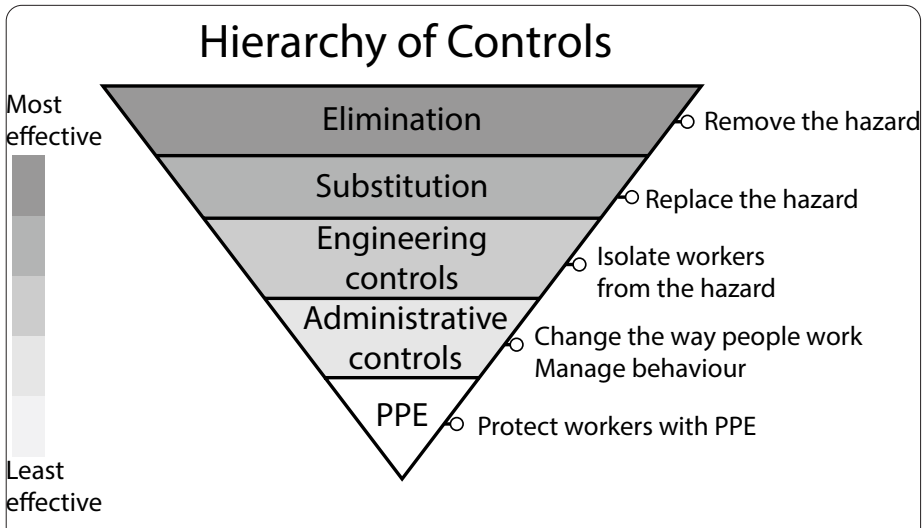 Hierarchy of Controls
Most
effective
Elimination
Remove the hazard
Substitution
Replace the hazard
Engineering
controls
Isolate workers
from the hazard
Administrative
controls
Change the way people work
Manage behaviour
PPE
Protect workers with PPE
Least
effective